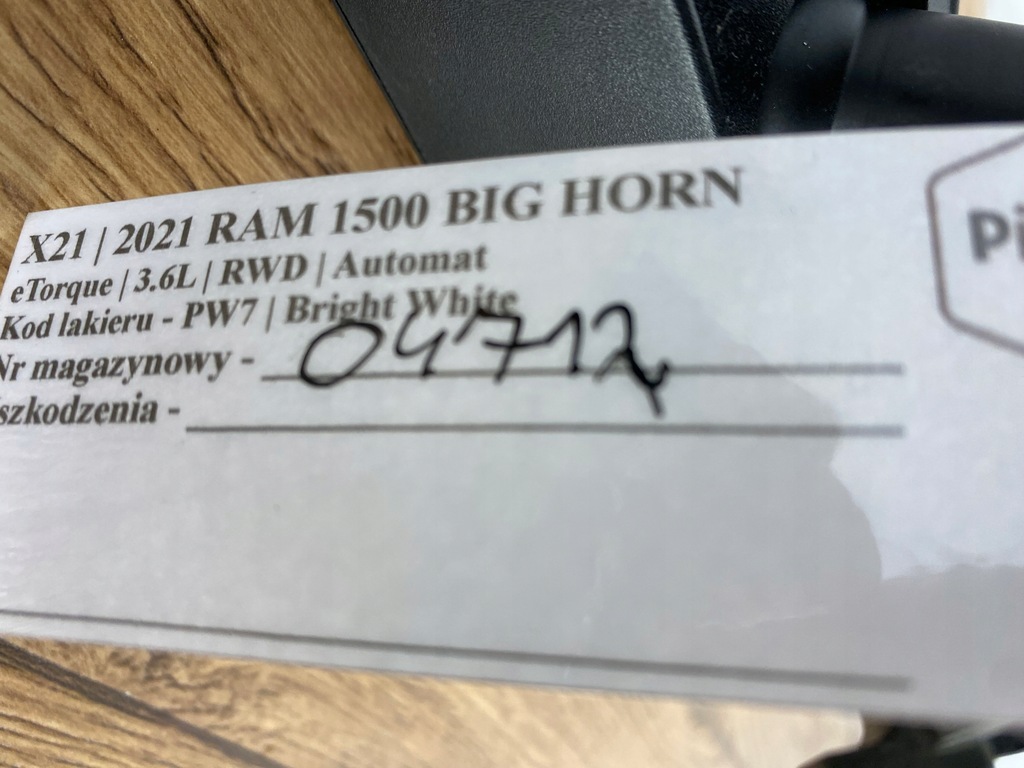 X21 | 2021 RAM 1500 BIG HORN
eTorque | 3.6L | RWD | Automat
Kod lakieru - PW7 | Bright White
Nr magazynowy - 04712
szkodzenia -
Pi